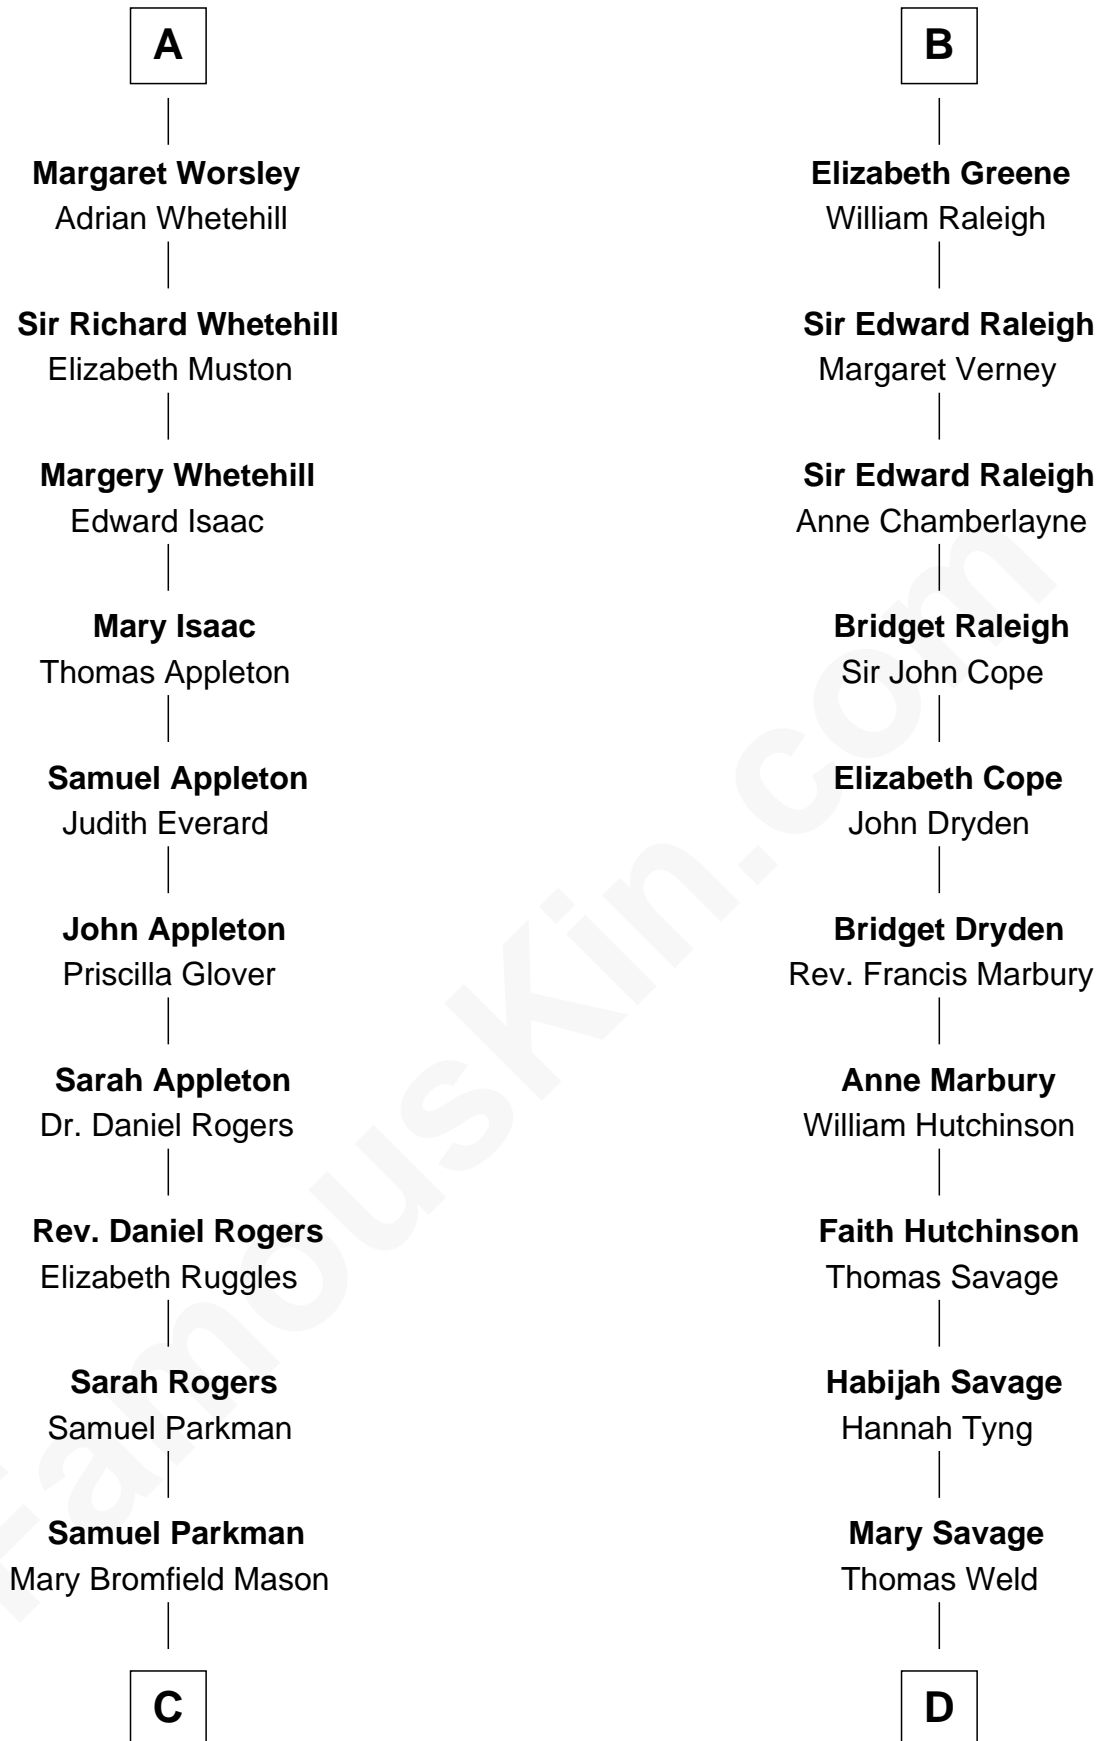 A
Margaret Worsley
Adrian Whetehill
Sir Richard Whetehill
Elizabeth Muston
Margery Whetehill
Edward Isaac
Mary Isaac
Thomas Appleton
Samuel Appleton
Judith Everard
John Appleton
Priscilla Glover
Sarah Appleton
Dr. Daniel Rogers
Rev. Daniel Rogers
Elizabeth Ruggles
Sarah Rogers
Samuel Parkman
Samuel Parkman
Mary Bromfield Mason
C
B
Elizabeth Greene
William Raleigh
Sir Edward Raleigh
Margaret Verney
Sir Edward Raleigh
Anne Chamberlayne
Bridget Raleigh
Sir John Cope
Elizabeth Cope
John Dryden
Bridget Dryden
Rev. Francis Marbury
Anne Marbury
William Hutchinson
Faith Hutchinson
Thomas Savage
Habijah Savage
Hannah Tyng
Mary Savage
Thomas Weld
D
FamousKin.com